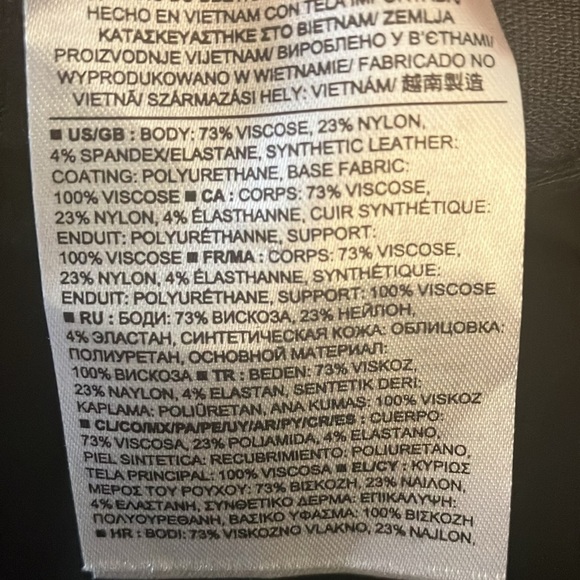 HECHO EN VIETNAM CON TELA
ΚΑΤΑΣΚΕΥΑΣΤΗΚΕ ΣΤΟ ΒΙΕΤΝΑΜ/ ZEMLJA
PROIZVODNJE VIJETNAM/ ВИРОБЛЕНО У В'ЄТНАМІ/
WYPRODUKOWANO W WIETNAMIE/ FABRICADO NO
VIETNÃ/ SZÁRMAZÁSI HELY: VIETNÁM/ 越南製造
■ US/GB : BODY: 73% VISCOSE, 23% NYLON,
4% SPANDEX/ELASTANE, SYNTHETIC LEATHER:
COATING: POLYURETHANE, BASE FABRIC:
100% VISCOSE ■ CA : CORPS: 73% VISCOSE,
23% NYLON, 4% ÉLASTHANNE, CUIR SYNTHÉTIQUE:
ENDUIT: POLYURÉTHANNE, SUPPORT:
100% VISCOSE ■ FR/MA : CORPS: 73% VISCOSE,
23% NYLON, 4% ÉLASTHANNE, SYNTHÉTIQUE:
ENDUIT: POLYURÉTHANE, SUPPORT: 100% VISCOSE
■ RU : БОДИ: 73% ВИСКОЗА, 23% НЕЙЛОН,
4% ЭЛАСТАН, СИНТЕТИЧЕСКАЯ КОЖА: ОБЛИЦОВКА:
ПОЛИУРЕТАН, ОСНОВНОЙ МАТЕРИАЛ:
100% ВИСКОЗА ■ TR : BEDEN: 73% VISKOZ,
23% NAYLON, 4% ELASTAN, SENTETIK DERI:
KAPLAMA: POLIÜRETAN, ANA KUMAS: 100% VISKOZ
■ CL/CO/MX/PA/PE/UY/AR/PY/CR/ES : CUERPO:
73% VISCOSA, 23% POLIAMIDA, 4% ELASTANO,
PIEL SINTETICA: RECUBRIMIENTO: POLIURETANO,
TELA PRINCIPAL: 100% VISCOSA ■ EL/CY : ΚΥΡΙΩΣ
ΜΕΡΟΣ ΤΟΥ ΡΟΥΧΟΥ: 73% ΒΙΣΚΟΖΗ, 23% ΝΑΙΛΟΝ,
4% ΕΛΑΣΤΑΝΗ, ΣΥΝΘΕΤΙΚΟ ΔΕΡΜΑ: ΕΠΙΚΑΛΥΨΗ:
ΠΟΛΥΟΥΡΕΘΑΝΗ, ΒΑΣΙΚΟ ΥΦΑΣΜΑ: 100% ΒΙΣΚΟΖΗ
■ HR : BODI: 73% VISKOZNO VLAKNO, 23% NAJLON,